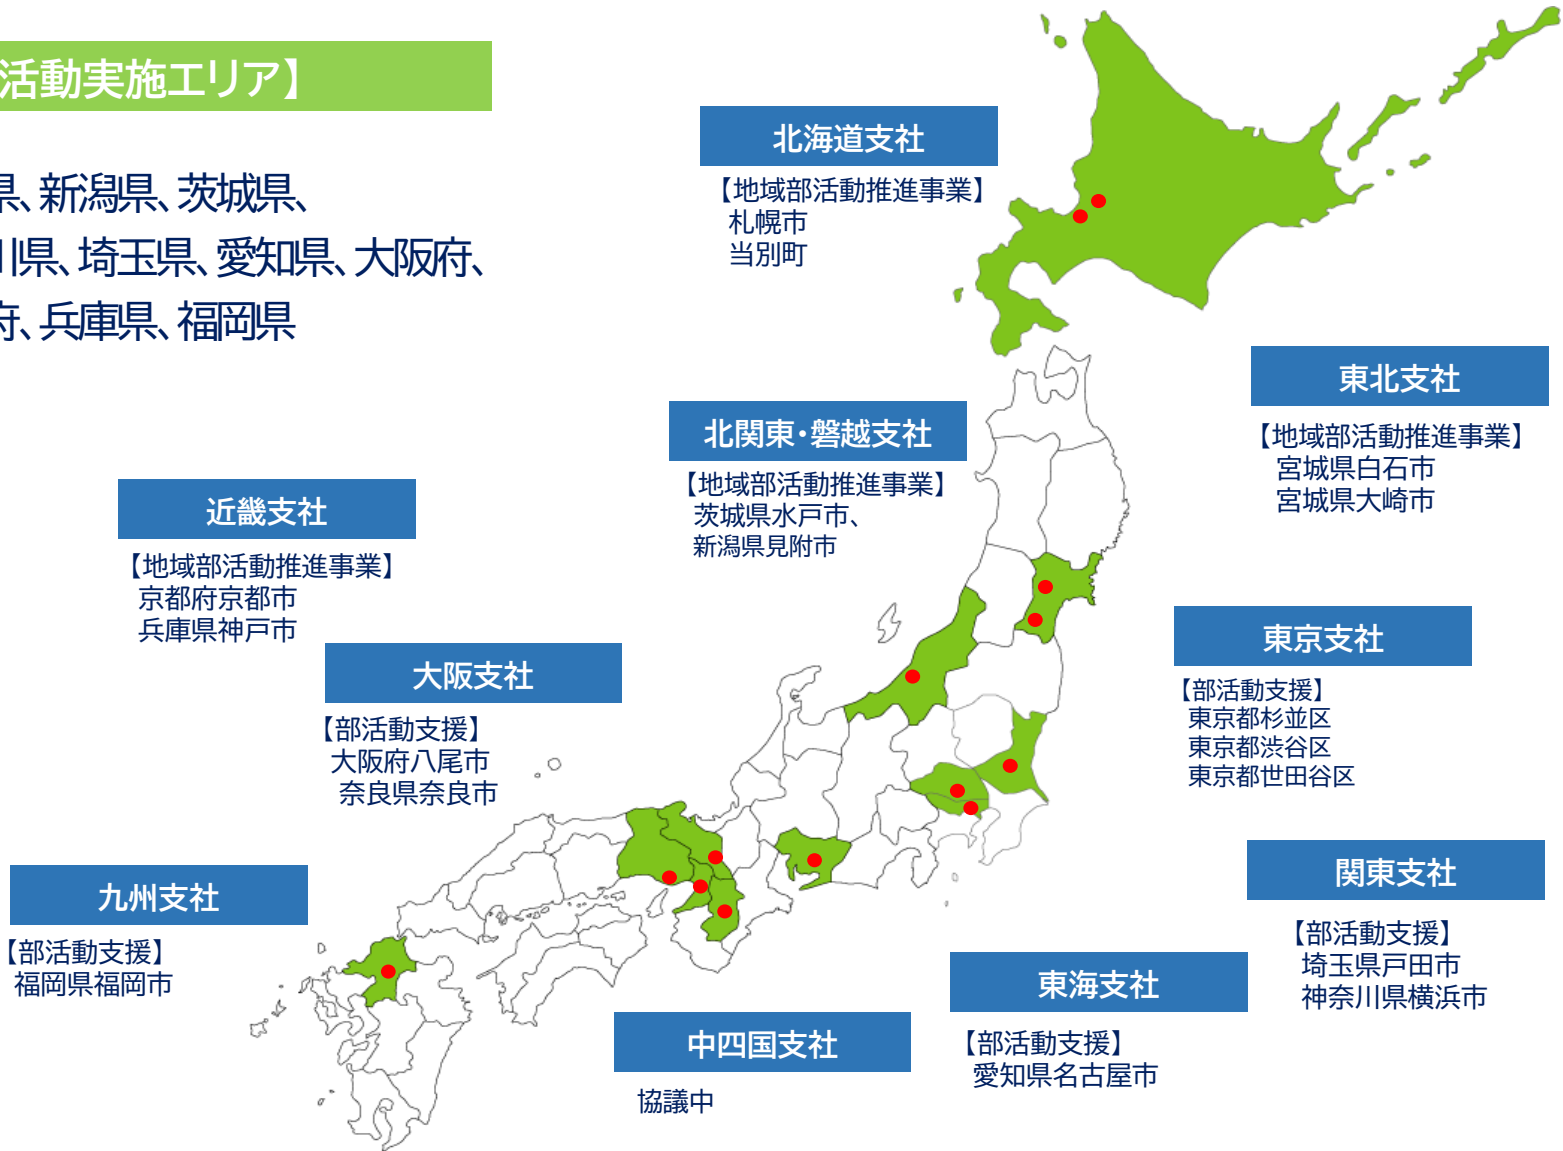 活動実施エリア】
県、新潟県、茨城県、
川県、埼玉県、愛知県、大阪府、
府、兵庫県、福岡県
北海道支社
【地域部活動推進事業】
札幌市
当別町
東北支社
【地域部活動推進事業】
宮城県白石市
宮城県大崎市
北関東・磐越支社
【地域部活動推進事業】
茨城県水戸市、
新潟県見附市
近畿支社
【地域部活動推進事業】
京都府京都市
兵庫県神戸市
東京支社
【部活動支援】
東京都杉並区
東京都渋谷区
東京都世田谷区
大阪支社
【部活動支援】
大阪府八尾市
奈良県奈良市
関東支社
【部活動支援】
埼玉県戸田市
神奈川県横浜市
九州支社
【部活動支援】
福岡県福岡市
東海支社
【部活動支援】
愛知県名古屋市
中四国支社
協議中